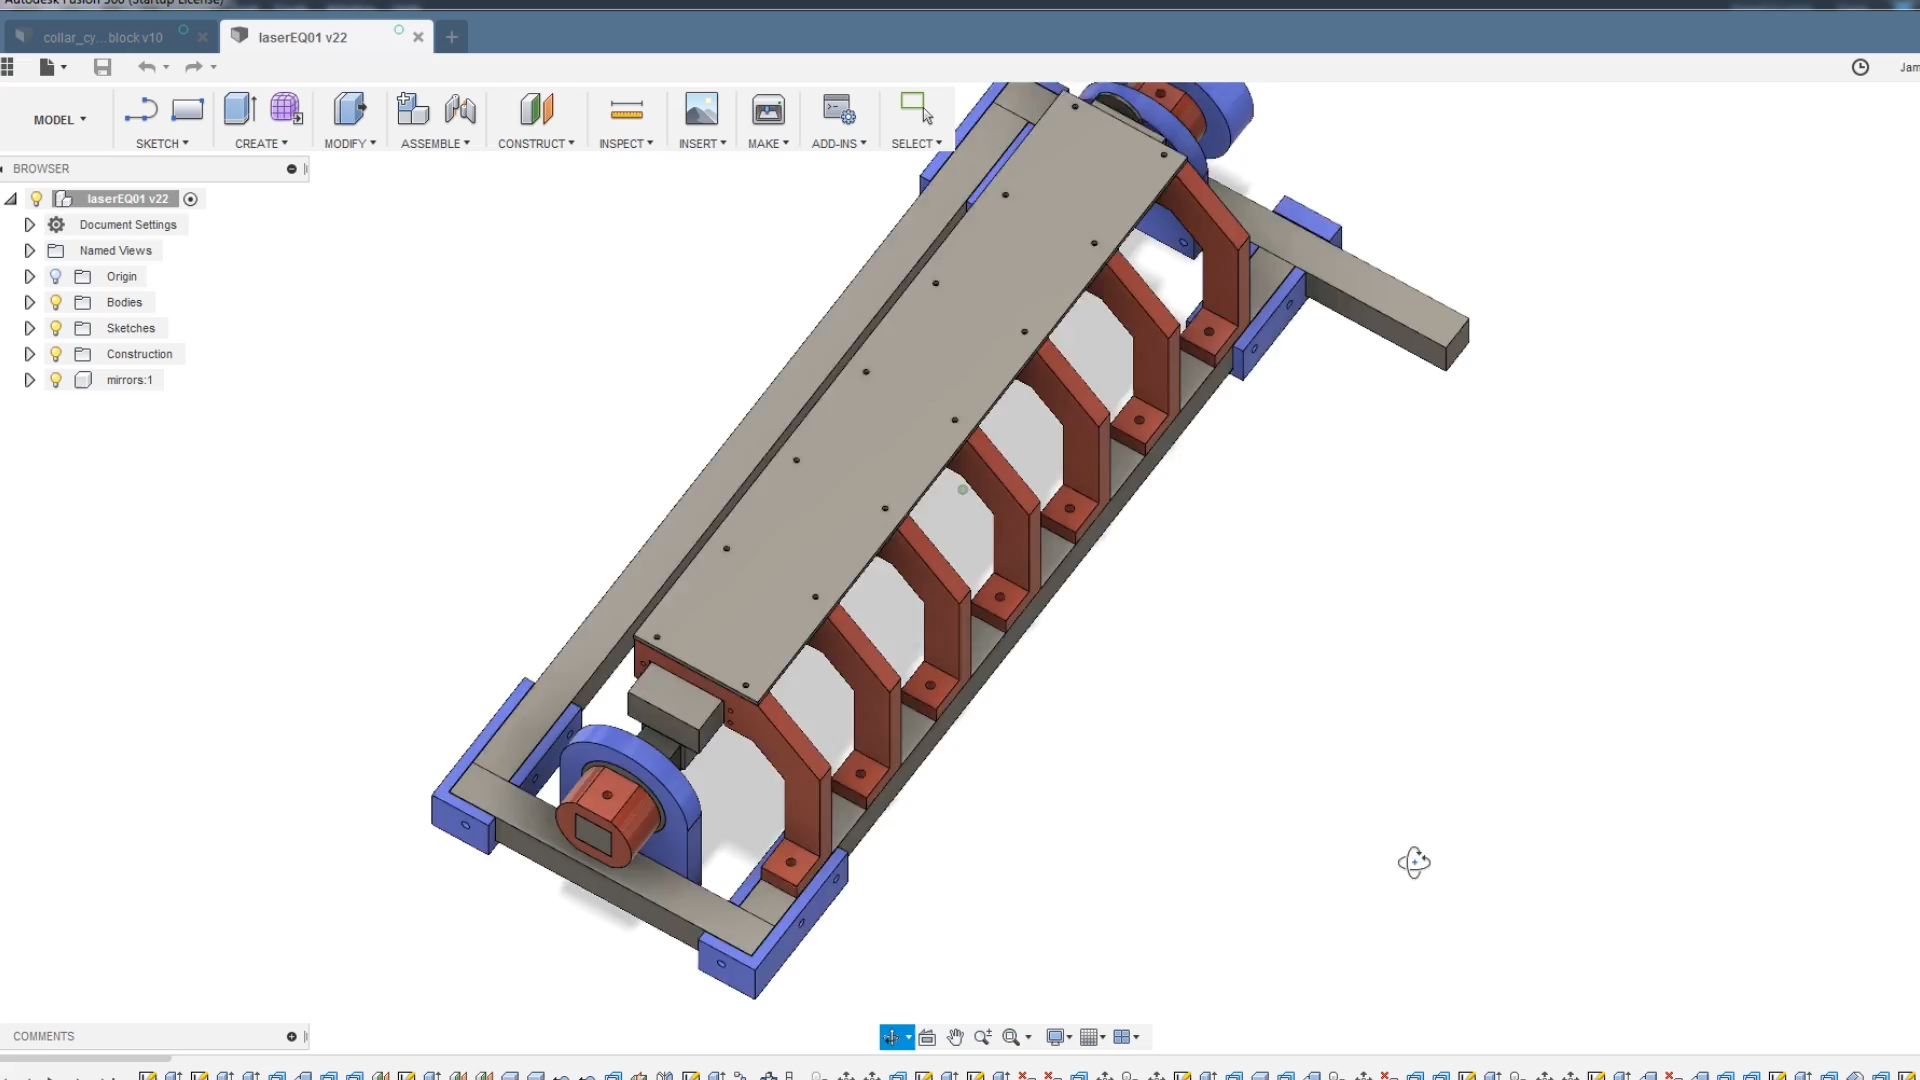 Autodesk Fusion 360 (Startup License)
collar_cy...block v10
laserEQ01 v22
Jam
MODEL
SKETCH
CREATE
MODIFY
ASSEMBLE
CONSTRUCT
INSPECT
INSERT
MAKE
ADD-INS
SELECT
BROWSER
laserEQ01 v22
Document Settings
Named Views
Origin
Bodies
Sketches
Construction
mirrors:1
COMMENTS